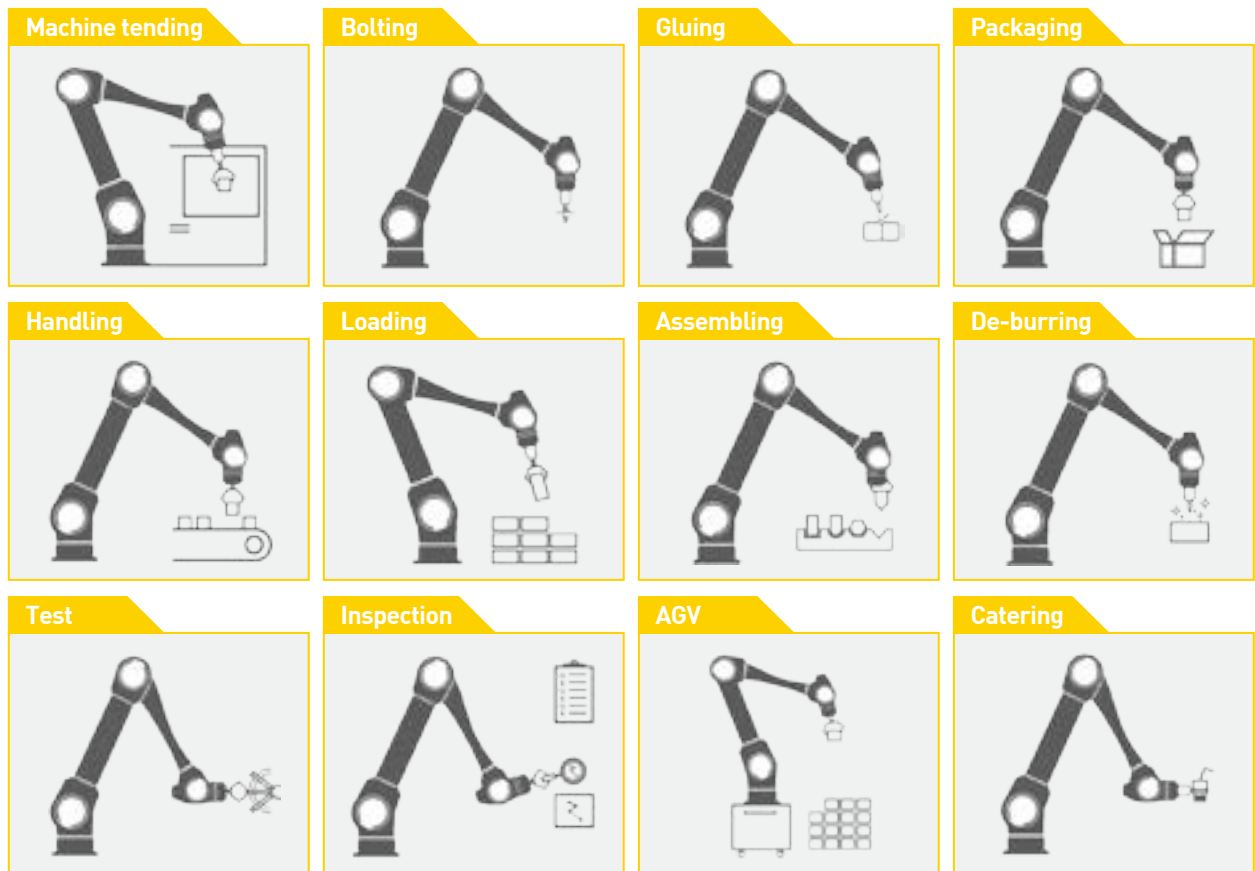 Machine tending
Bolting
Gluing
Packaging
Handling
Loading
Assembling
De-burring
Test
Inspection
AGV
Catering